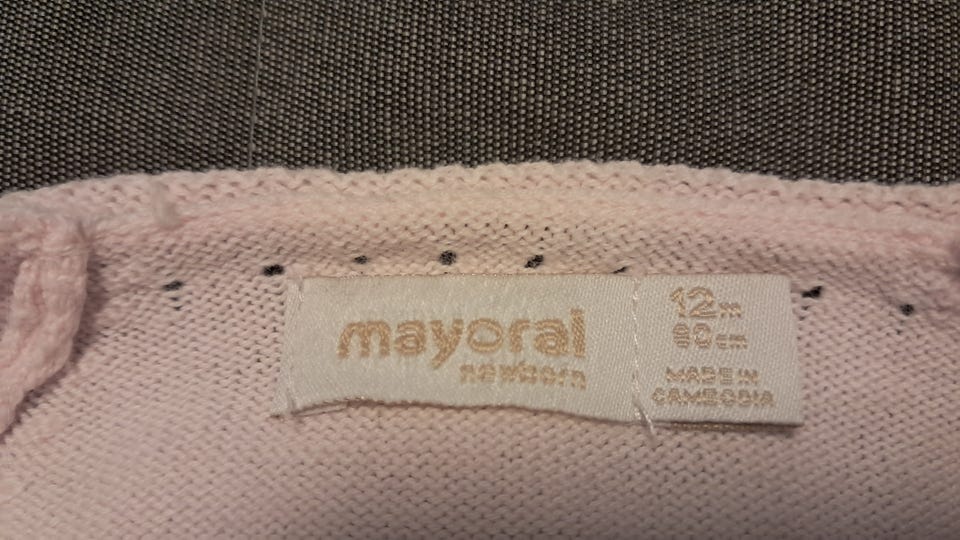 mayoral
newborn
12m
80cm
MADE IN
CAMBODIA